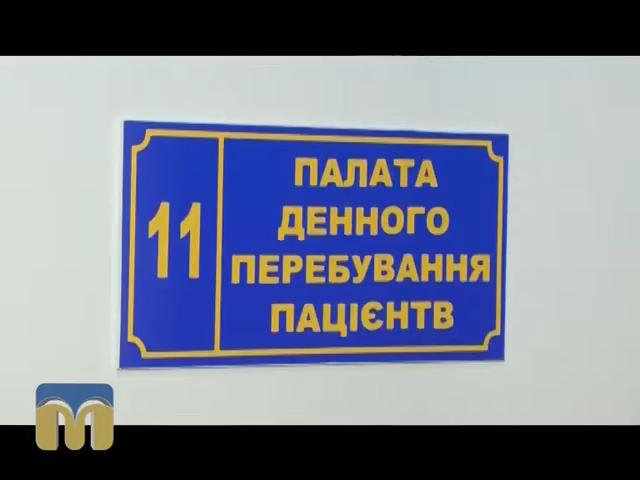 11
ПАЛАТА
ДЕННОГО
ПЕРЕБУВАННЯ
ПАЦІЄНТВ
М